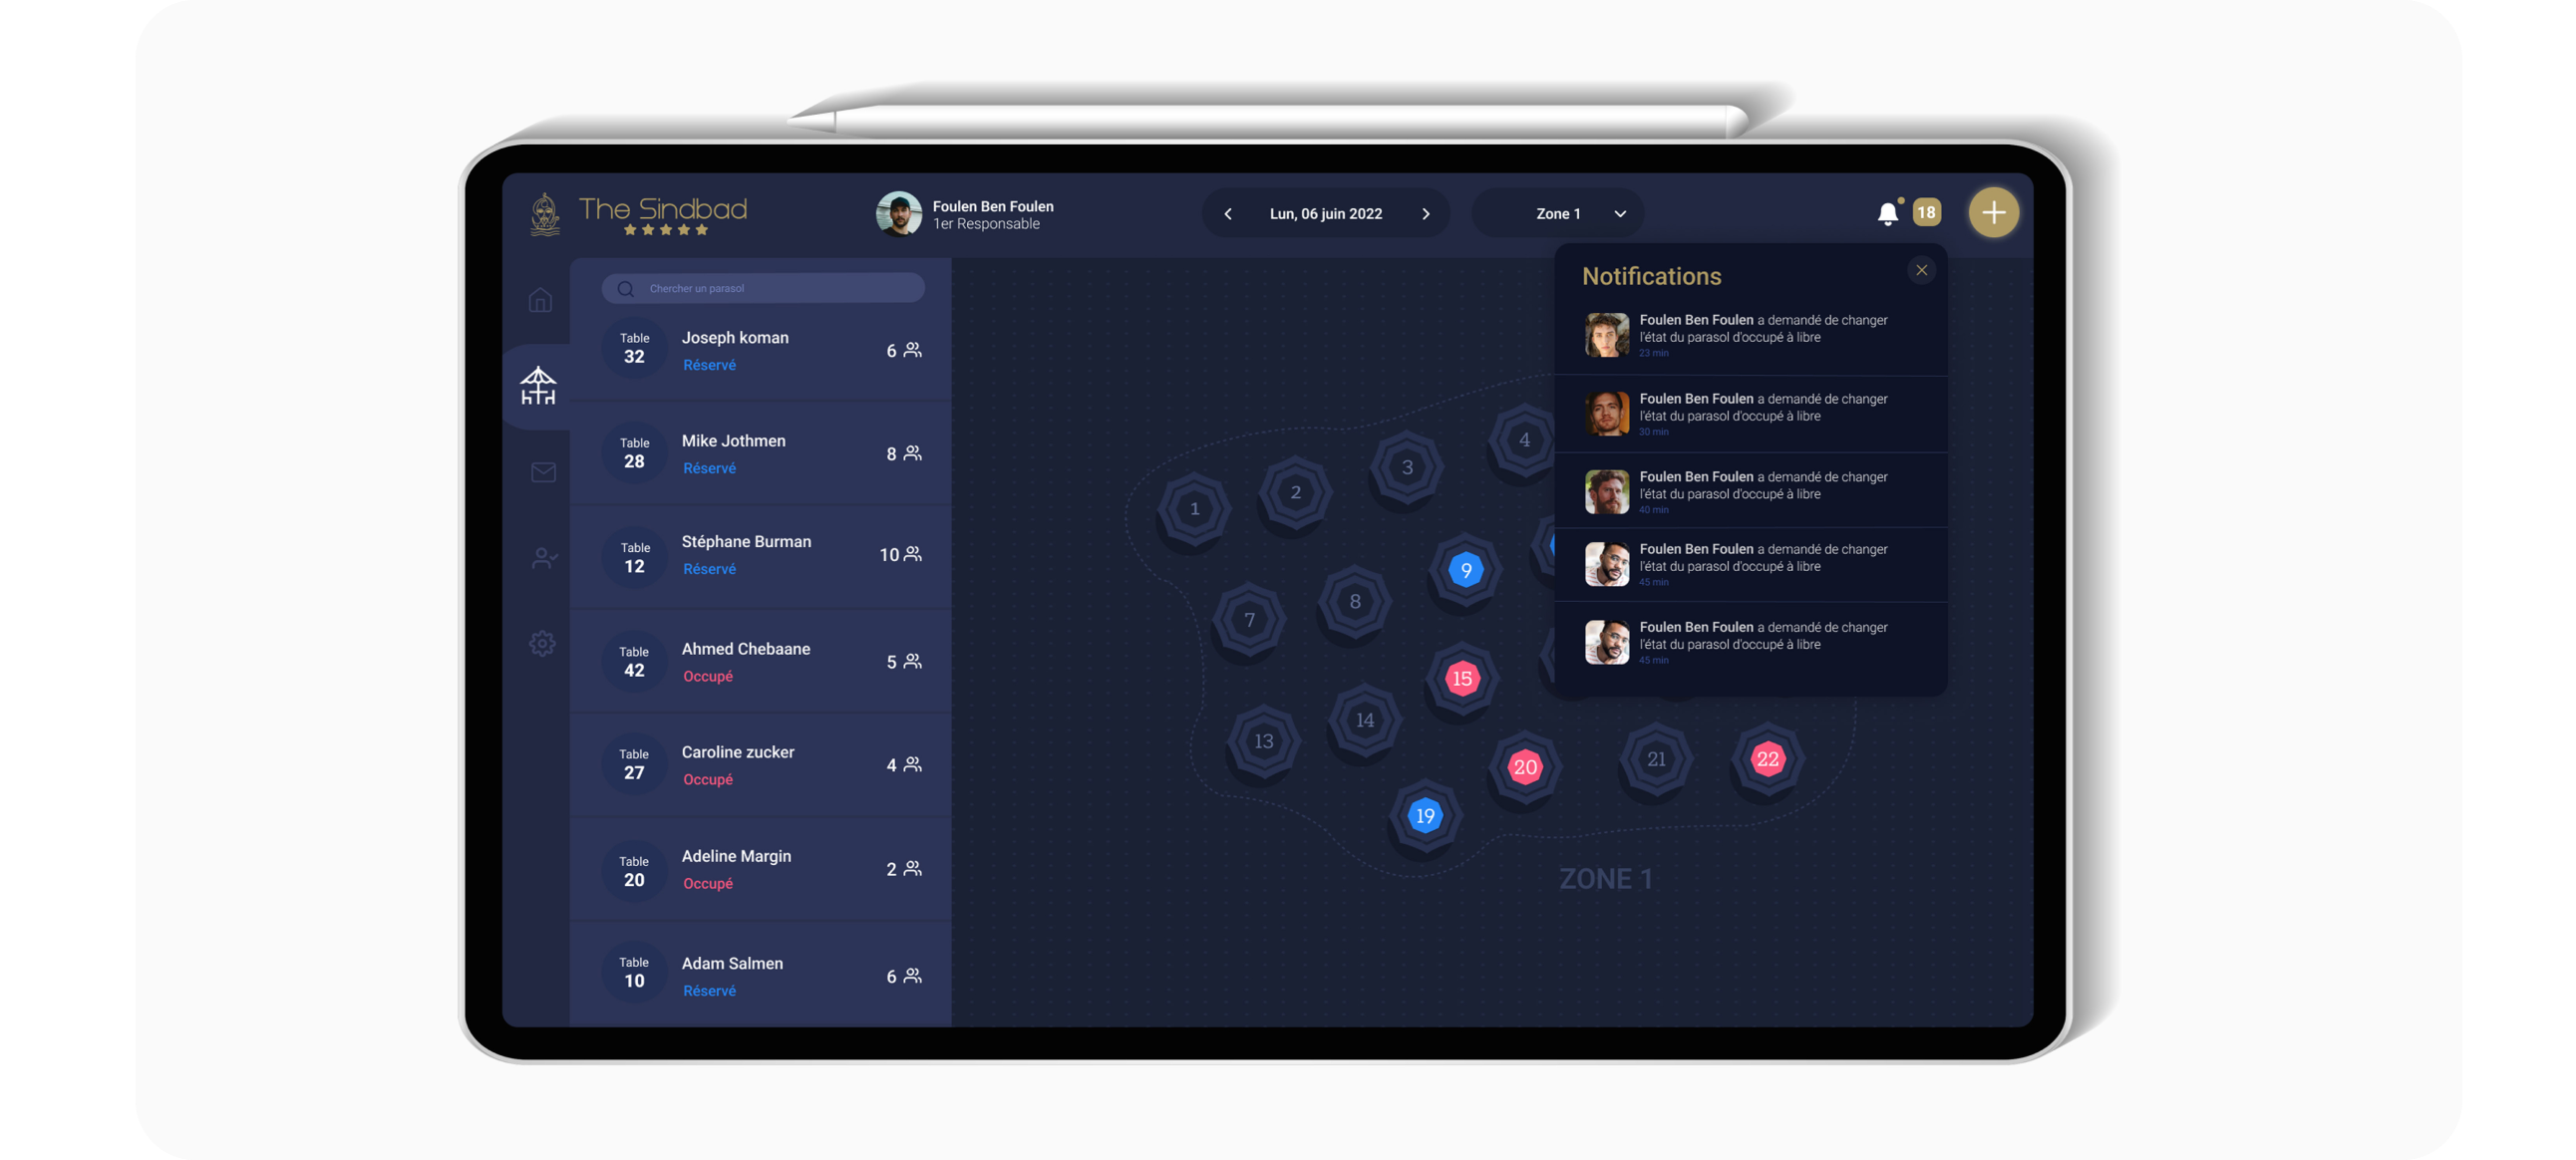 The Sindbad
Foulen Ben Foulen
1er Responsable
Lun, 06 juin 2022
Zone 1
18
Chercher un parasol
Table
32
Joseph koman
Réservé
6
Table
28
Mike Jothmen
Réservé
8
Table
12
Stéphane Burman
Réservé
10
Table
42
Ahmed Chebaane
Occupé
5
Table
27
Caroline zucker
Occupé
4
Table
20
Adeline Margin
Occupé
2
Table
10
Adam Salmen
Réservé
6
1
2
3
4
7
8
9
13
14
15
19
20
21
22
ZONE 1
Notifications
Foulen Ben Foulen a demandé de changer
l'état du parasol d'occupé à libre
23 min
Foulen Ben Foulen a demandé de changer
l'état du parasol d'occupé à libre
30 min
Foulen Ben Foulen a demandé de changer
l'état du parasol d'occupé à libre
40 min
Foulen Ben Foulen a demandé de changer
l'état du parasol d'occupé à libre
45 min
Foulen Ben Foulen a demandé de changer
l'état du parasol d'occupé à libre
45 min